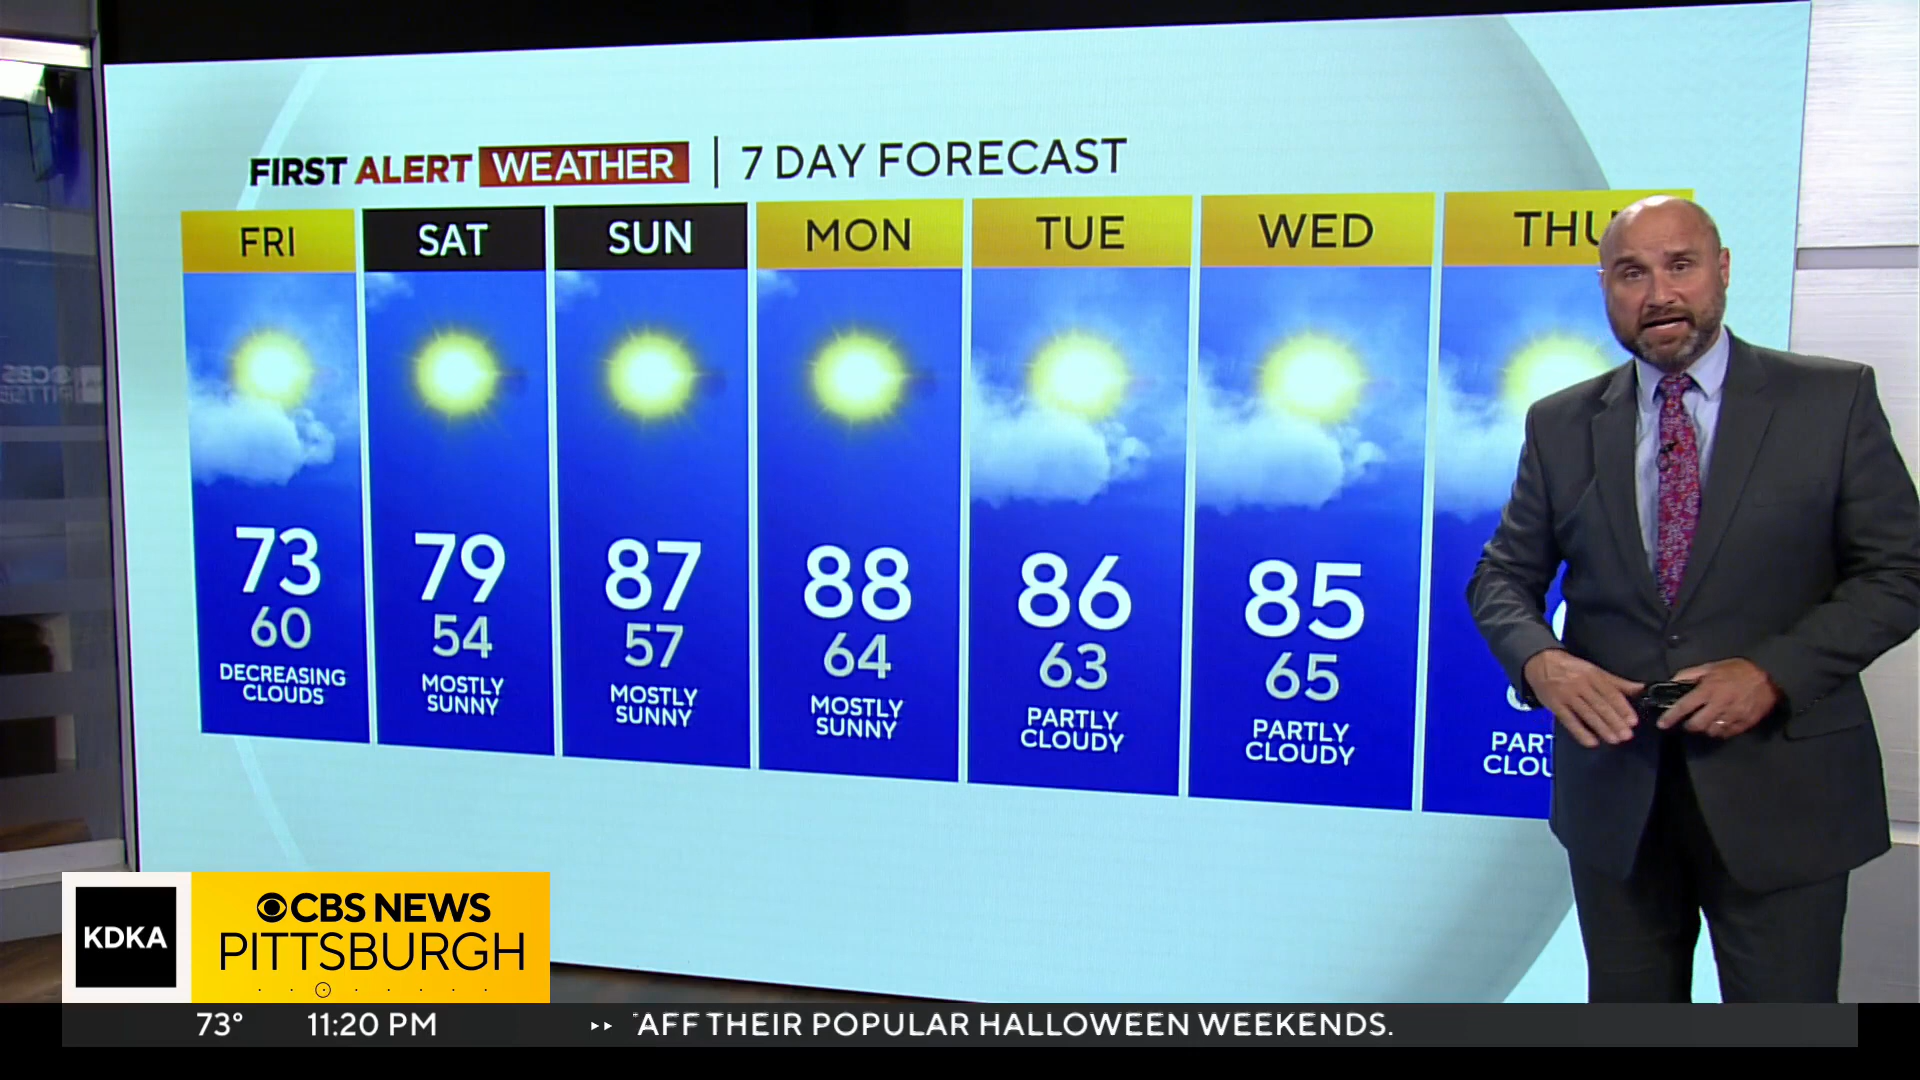 FIRST ALERT WEATHER | 7 DAY FORECAST
FRI SAT SUN MON TUE WED
73 79 87 88 86 85
60 54 57 64 63 65
DECREASING CLOUDS
MOSTLY SUNNY
MOSTLY SUNNY
MOSTLY SUNNY
PARTLY CLOUDY
PARTLY CLOUDY
KDKA
CBS NEWS
PITTSBURGH
73° 11:20 PM THEIR POPULAR HALLOWEEN WEEKENDS.